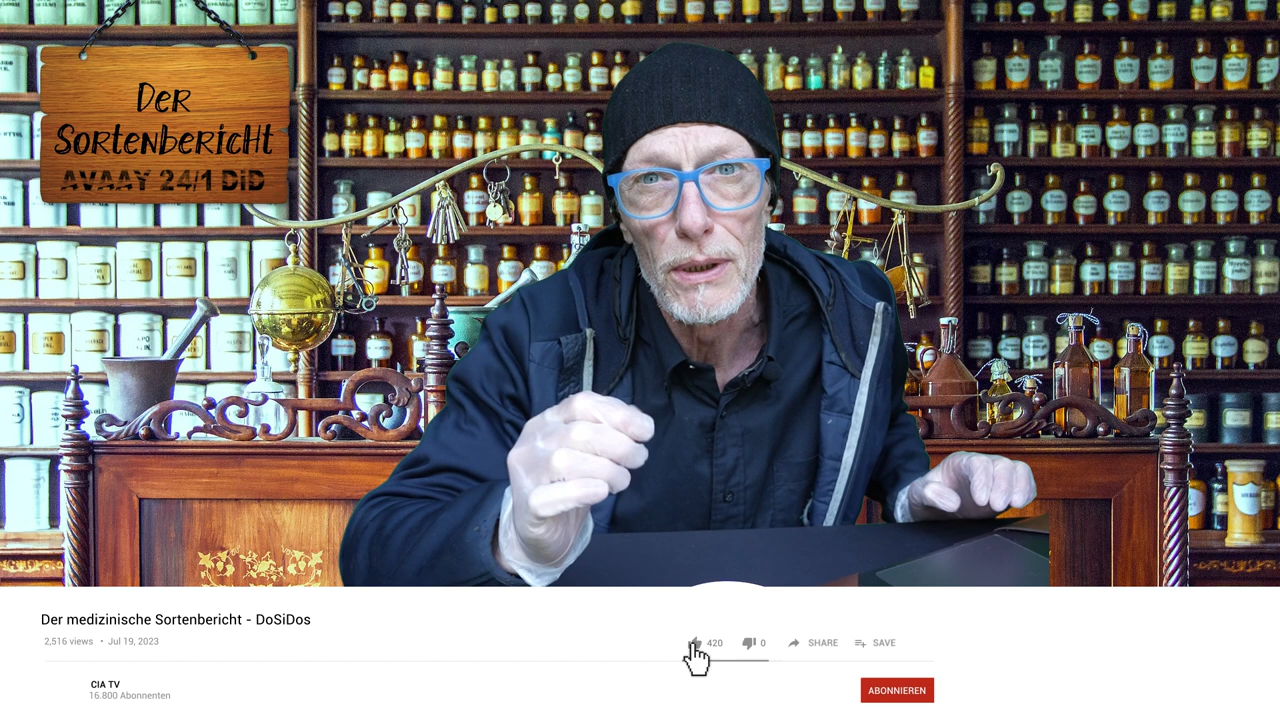 Der
Sortenbericht
AVAAY 24/1 DiD
Der medizinische Sortenbericht - DoSiDos
2,516 views • Jul 19, 2023
420
0
SHARE
SAVE
CIA TV
16.800 Abonnenten
ABONNIEREN